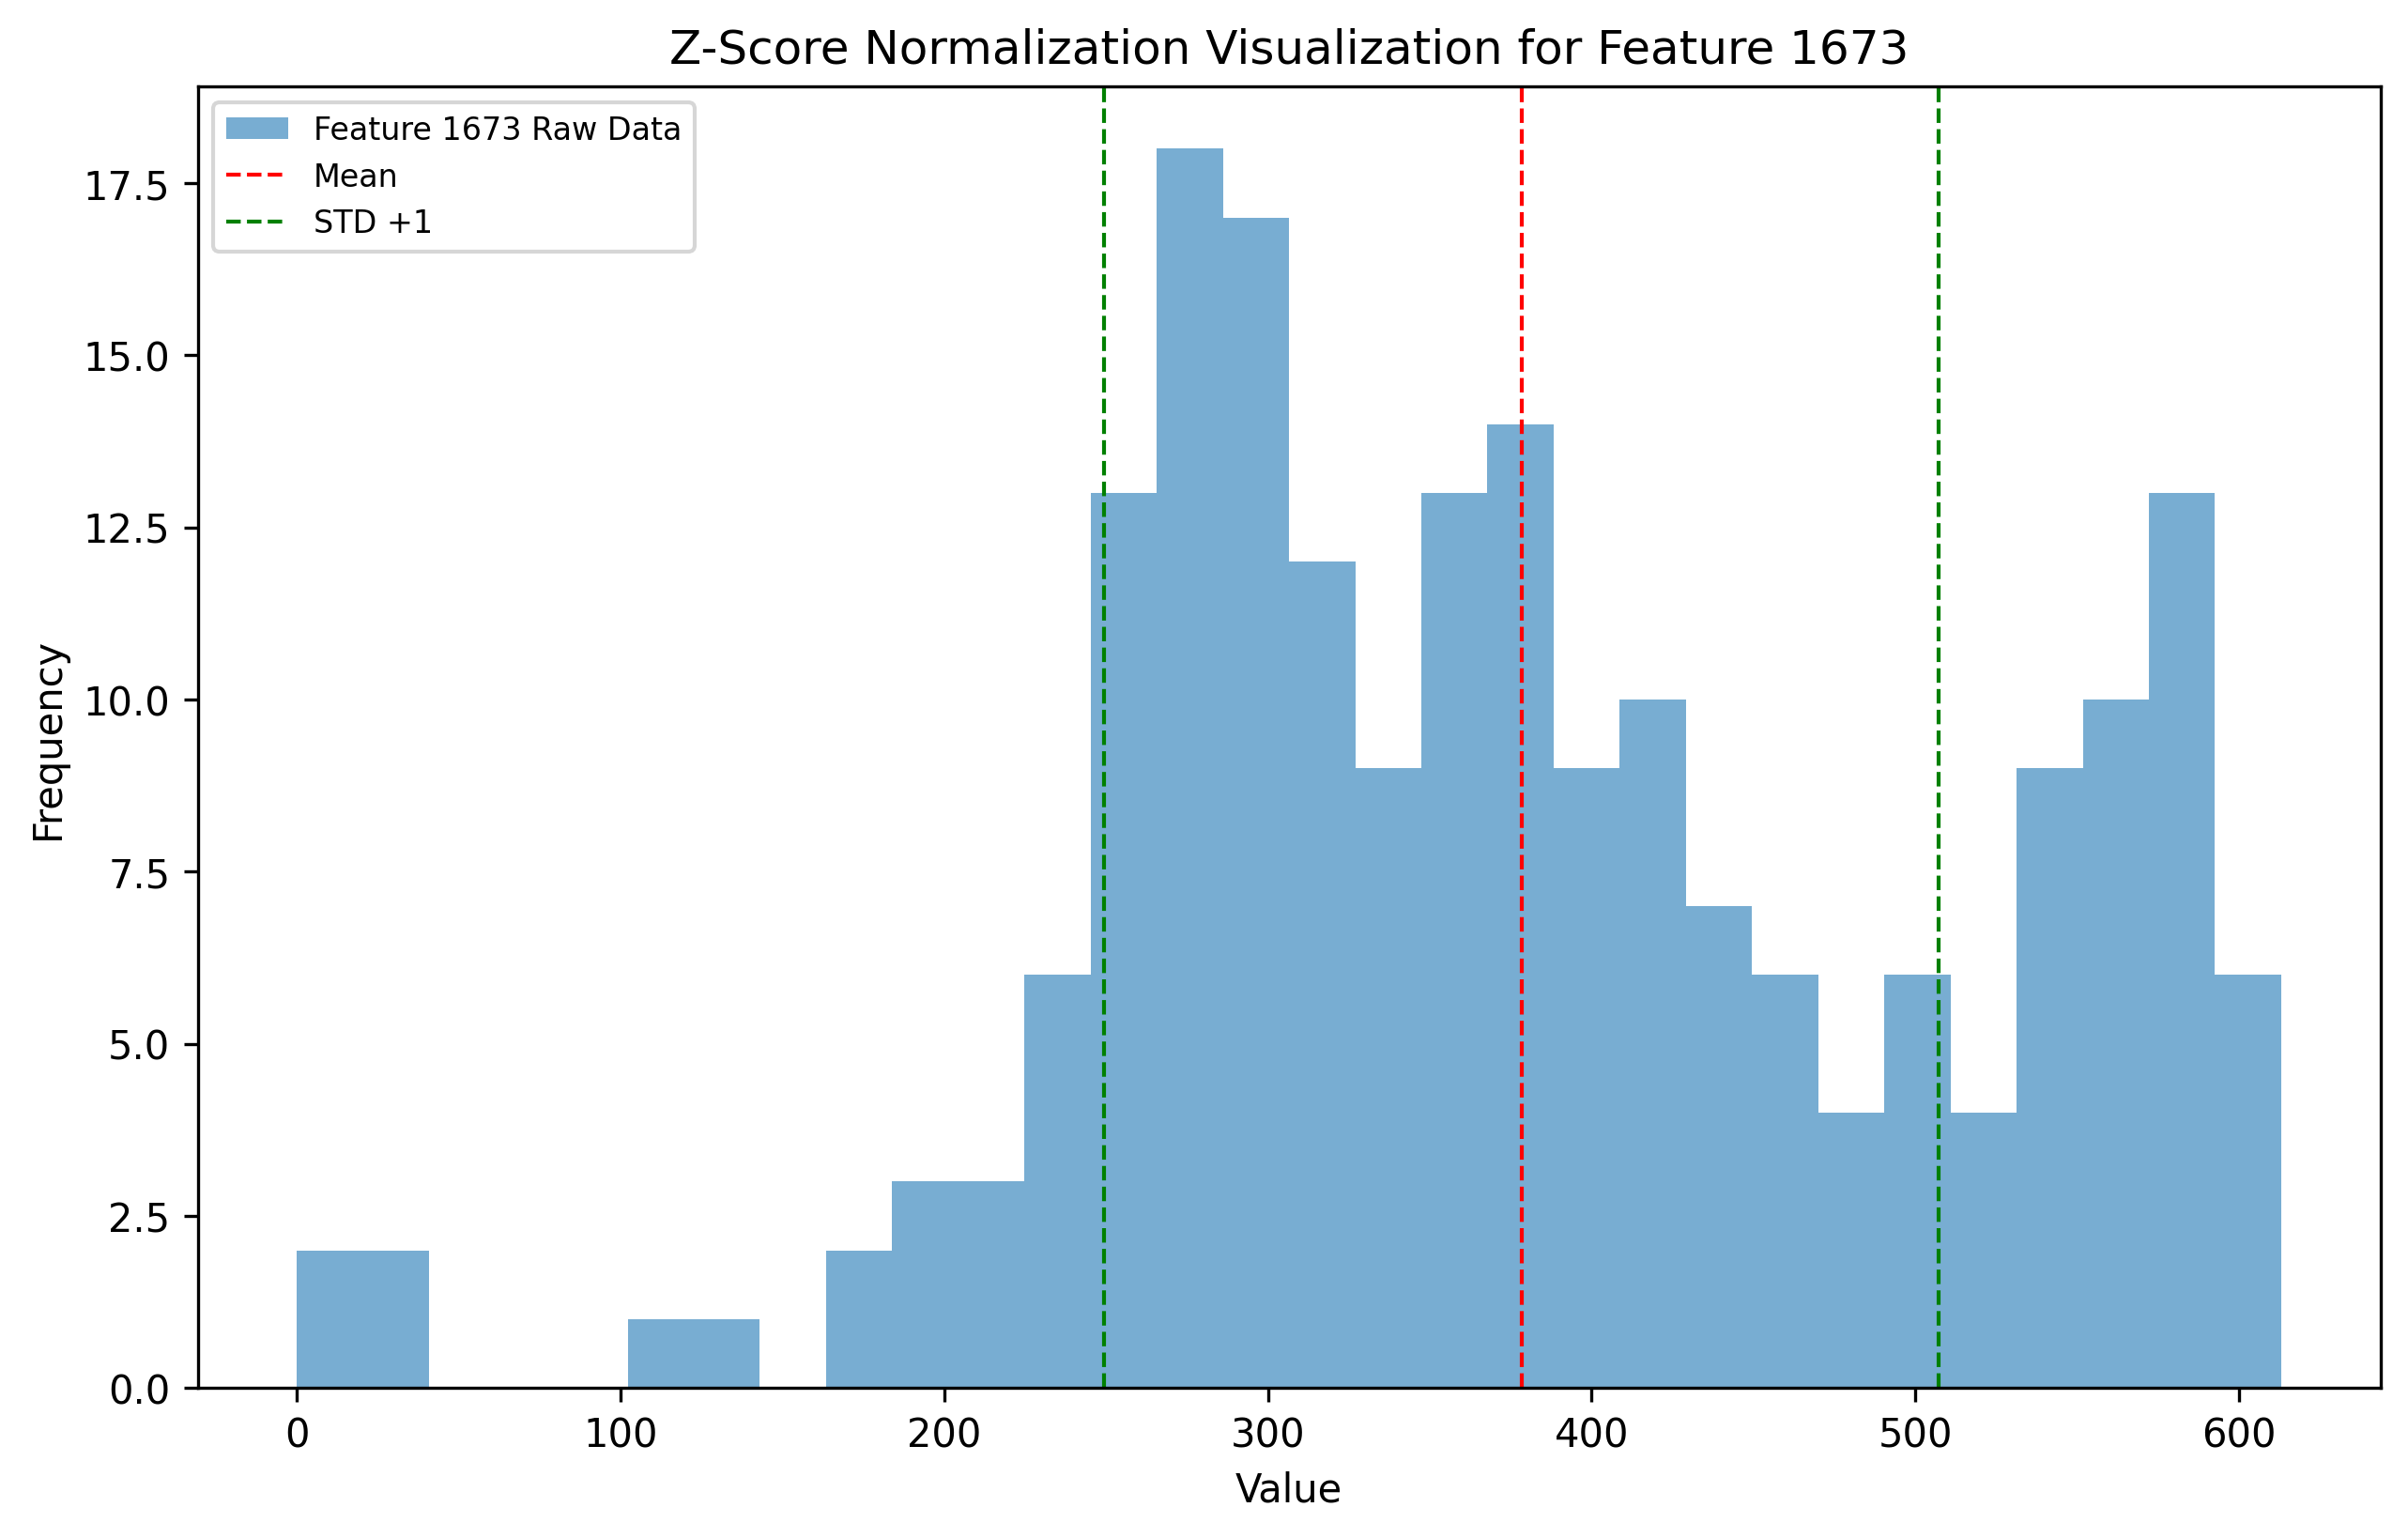 Z-Score Normalization Visualization for Feature 1673
Feature 1673 Raw Data
Mean
STD +1
17.5
15.0
12.5
10.0
7.5
5.0
2.5
0.0
Frequency
0 100 200 300 400 500 600
Value